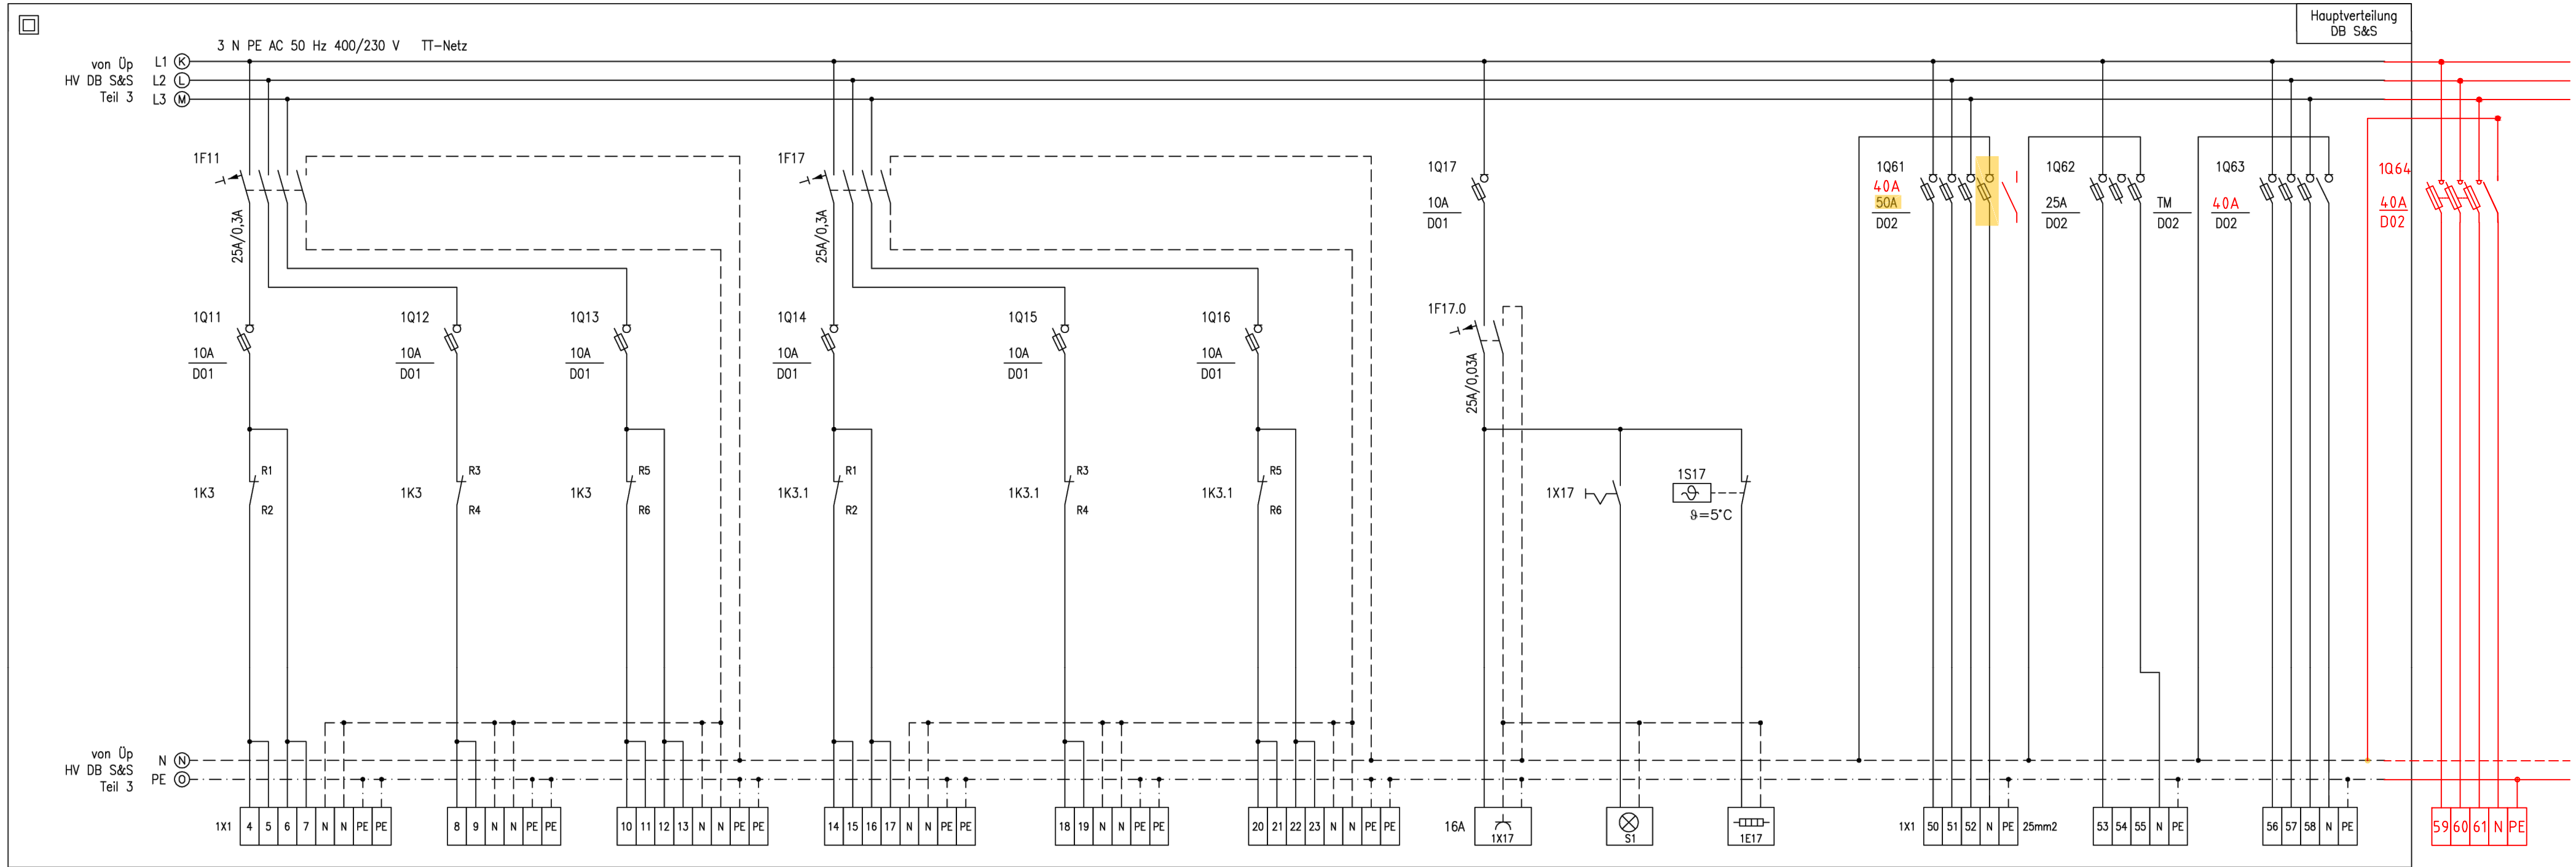 Hauptverteilung
DB S&S
3 N PE AC 50 Hz 400/230 V TT-Netz
von Üp
HV DB S&S
Teil 3
L1 K
L2 L
L3 M
1F11
25A/0,3A
1F17
25A/0,3A
1Q17
10A
D01
1Q61
40A
50A
D02
1Q62
25A
D02
TM
D02
1Q63
40A
D02
1Q64
40A
D02
1Q11
10A
D01
1Q12
10A
D01
1Q13
10A
D01
1Q14
10A
D01
1Q15
10A
D01
1Q16
10A
D01
1F17.0
25A/0,03A
1K3 R1 R2
1K3 R3 R4
1K3 R5 R6
1K3.1 R1 R2
1K3.1 R3 R4
1K3.1 R5 R6
1X17
1S17
ϑ=5°C
von Üp
HV DB S&S
Teil 3
N N
PE O
1X1 4 5 6 7 N N PE PE
8 9 N N PE PE
10 11 12 13 N N PE PE
14 15 16 17 N N PE PE
18 19 N N PE PE
20 21 22 23 N N PE PE
16A 1X17
S1
1E17
1X1 50 51 52 N PE 25mm2
53 54 55 N PE
56 57 58 N PE
59 60 61 N PE